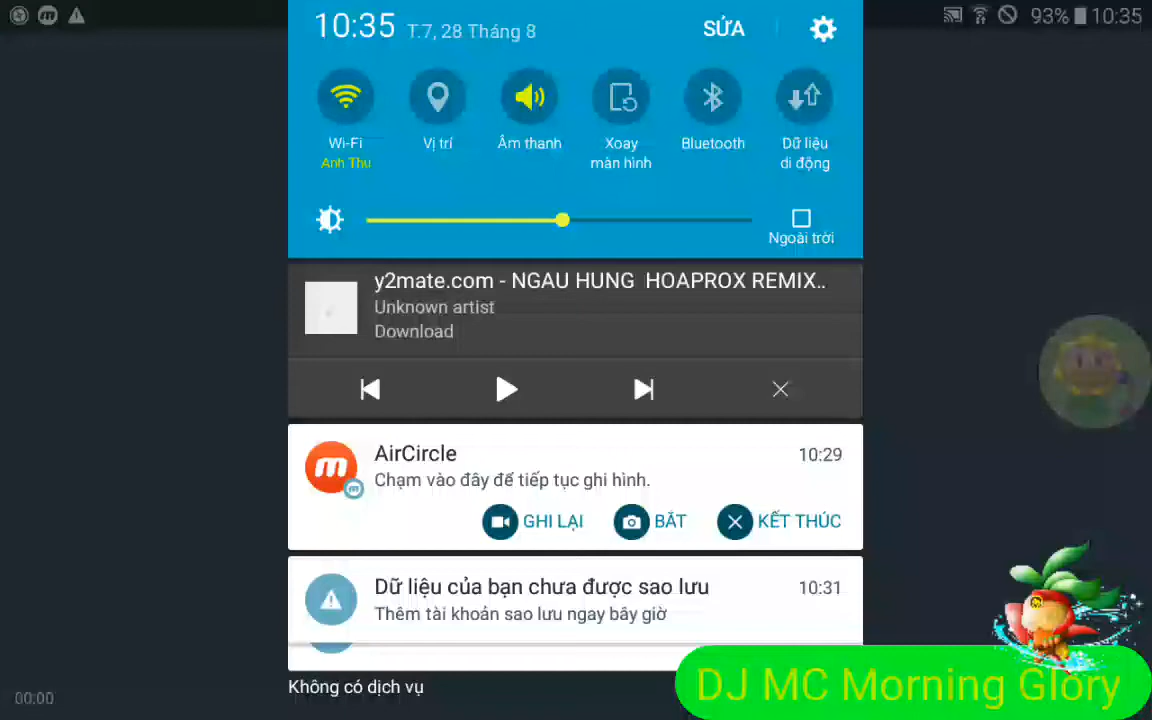 93% 10:35
10:35 T.7, 28 Tháng 8 SỬA
Wi-Fi
Anh Thu
Vị trí
Âm thanh
Xoay
màn hình
Bluetooth
Dữ liệu
di động
Ngoài trời
y2mate.com - NGAU HUNG HOAPROX REMIX..
Unknown artist
Download
AirCircle 10:29
Chạm vào đây để tiếp tục ghi hình.
GHI LẠI BẮT KẾT THÚC
Dữ liệu của bạn chưa được sao lưu 10:31
Thêm tài khoản sao lưu ngay bây giờ
Không có dịch vụ
DJ MC Morning Glory
00:00